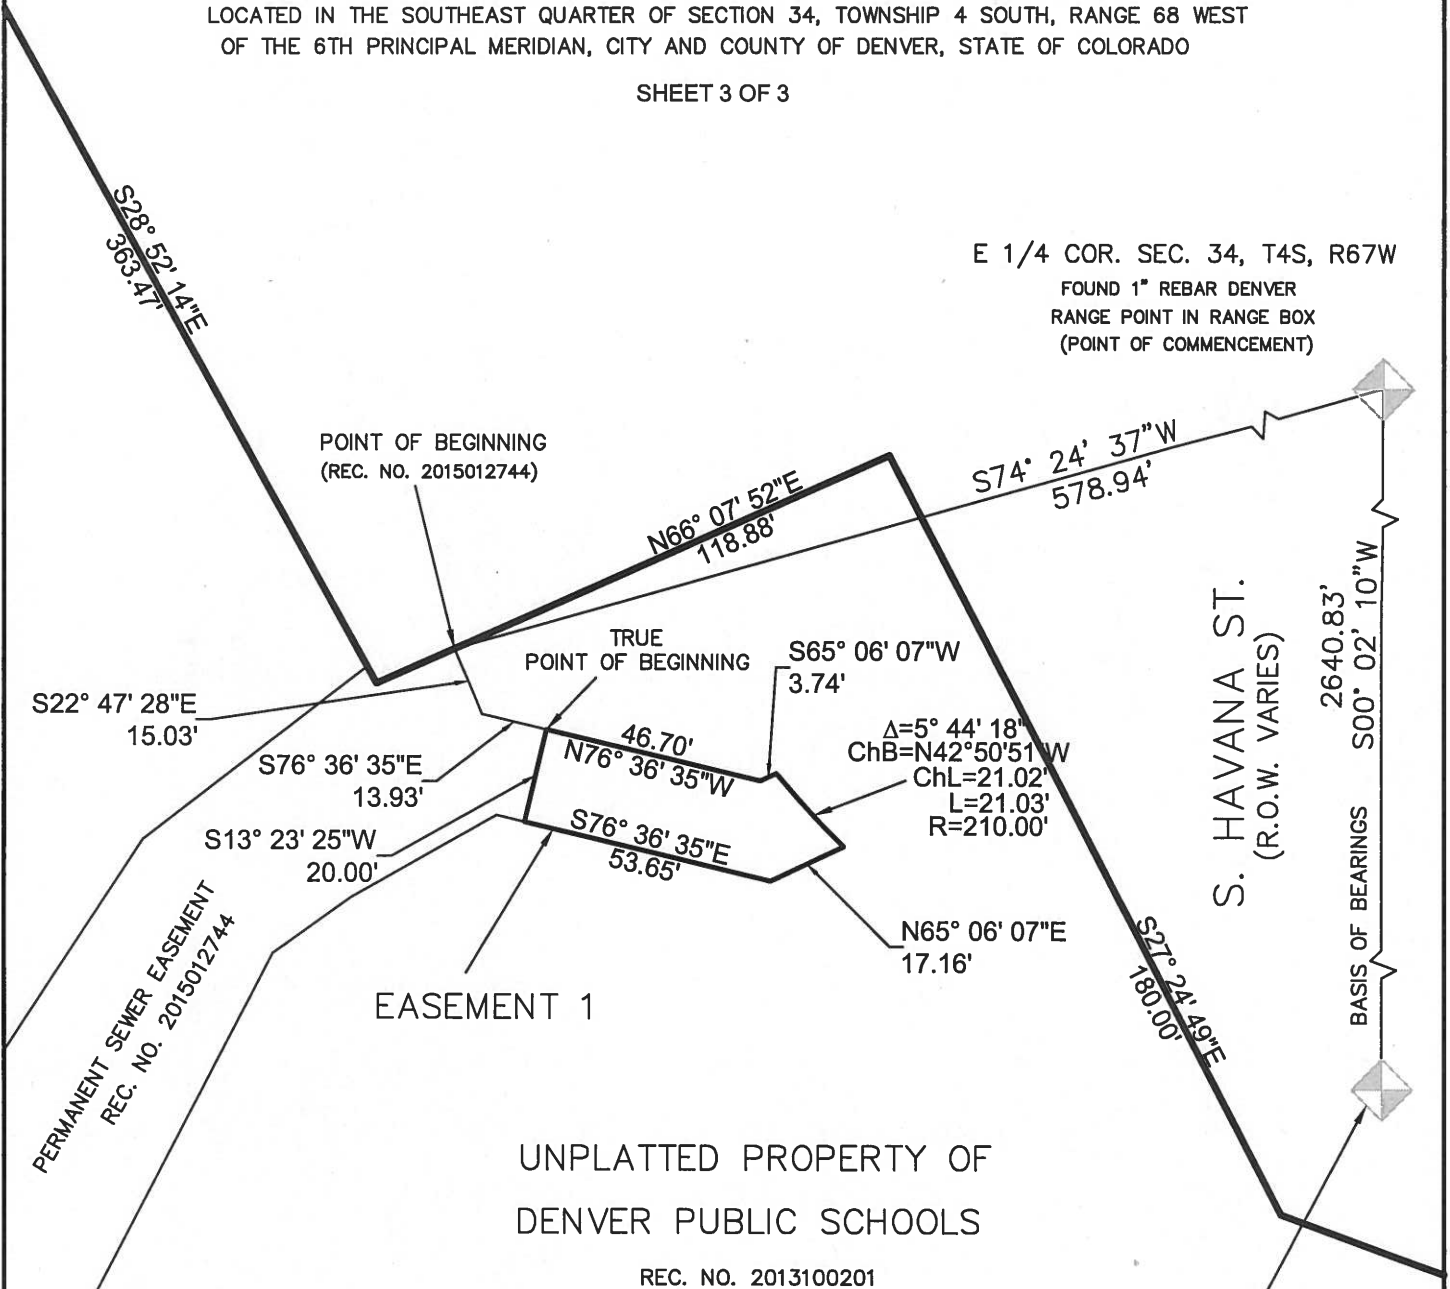 LOCATED IN THE SOUTHEAST QUARTER OF SECTION 34, TOWNSHIP 4 SOUTH, RANGE 68 WEST
OF THE 6TH PRINCIPAL MERIDIAN, CITY AND COUNTY OF DENVER, STATE OF COLORADO
SHEET 3 OF 3
S28° 52' 14"E
363.47'
E 1/4 COR. SEC. 34, T4S, R67W
FOUND 1" REBAR DENVER
RANGE POINT IN RANGE BOX
(POINT OF COMMENCEMENT)
POINT OF BEGINNING
(REC. NO. 2015012744)
N66° 07' 52"E
118.88'
S74° 24' 37"W
578.94'
TRUE
POINT OF BEGINNING
S65° 06' 07"W
3.74'
S22° 47' 28"E
15.03'
S76° 36' 35"E
13.93'
46.70'
N76° 36' 35"W
Δ=5° 44' 18"
ChB=N42°50'51"W
ChL=21.02'
L=21.03'
R=210.00'
S13° 23' 25"W
20.00'
S76° 36' 35"E
53.65'
N65° 06' 07"E
17.16'
EASEMENT 1
PERMANENT SEWER EASEMENT
REC. NO. 2015012744
S27° 24' 49"E
180.00'
S. HAVANA ST.
(R.O.W. VARIES)
2640.83'
BASIS OF BEARINGS S00° 02' 10"W
UNPLATTED PROPERTY OF
DENVER PUBLIC SCHOOLS
REC. NO. 2013100201